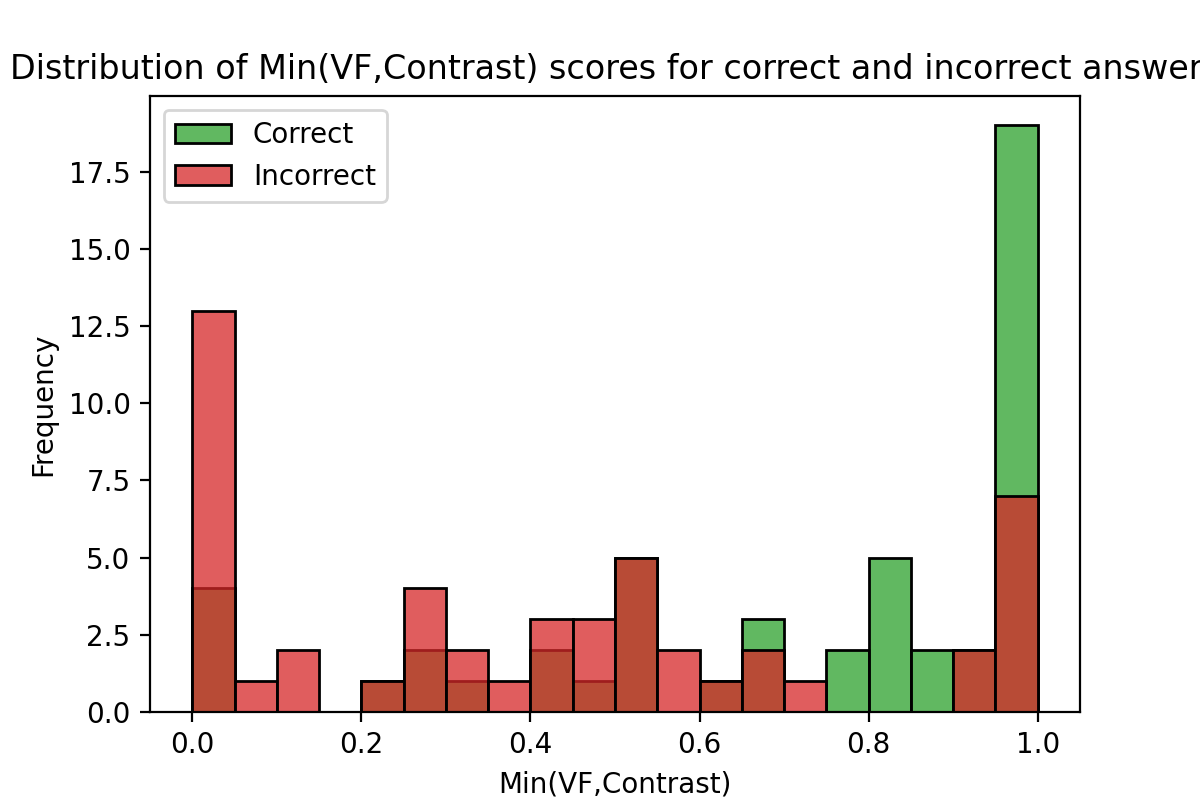 Distribution of Min(VF,Contrast) scores for correct and incorrect answer
Correct
Incorrect
17.5
15.0
12.5
10.0
7.5
5.0
2.5
0.0
Frequency
0.0 0.2 0.4 0.6 0.8 1.0
Min(VF,Contrast)